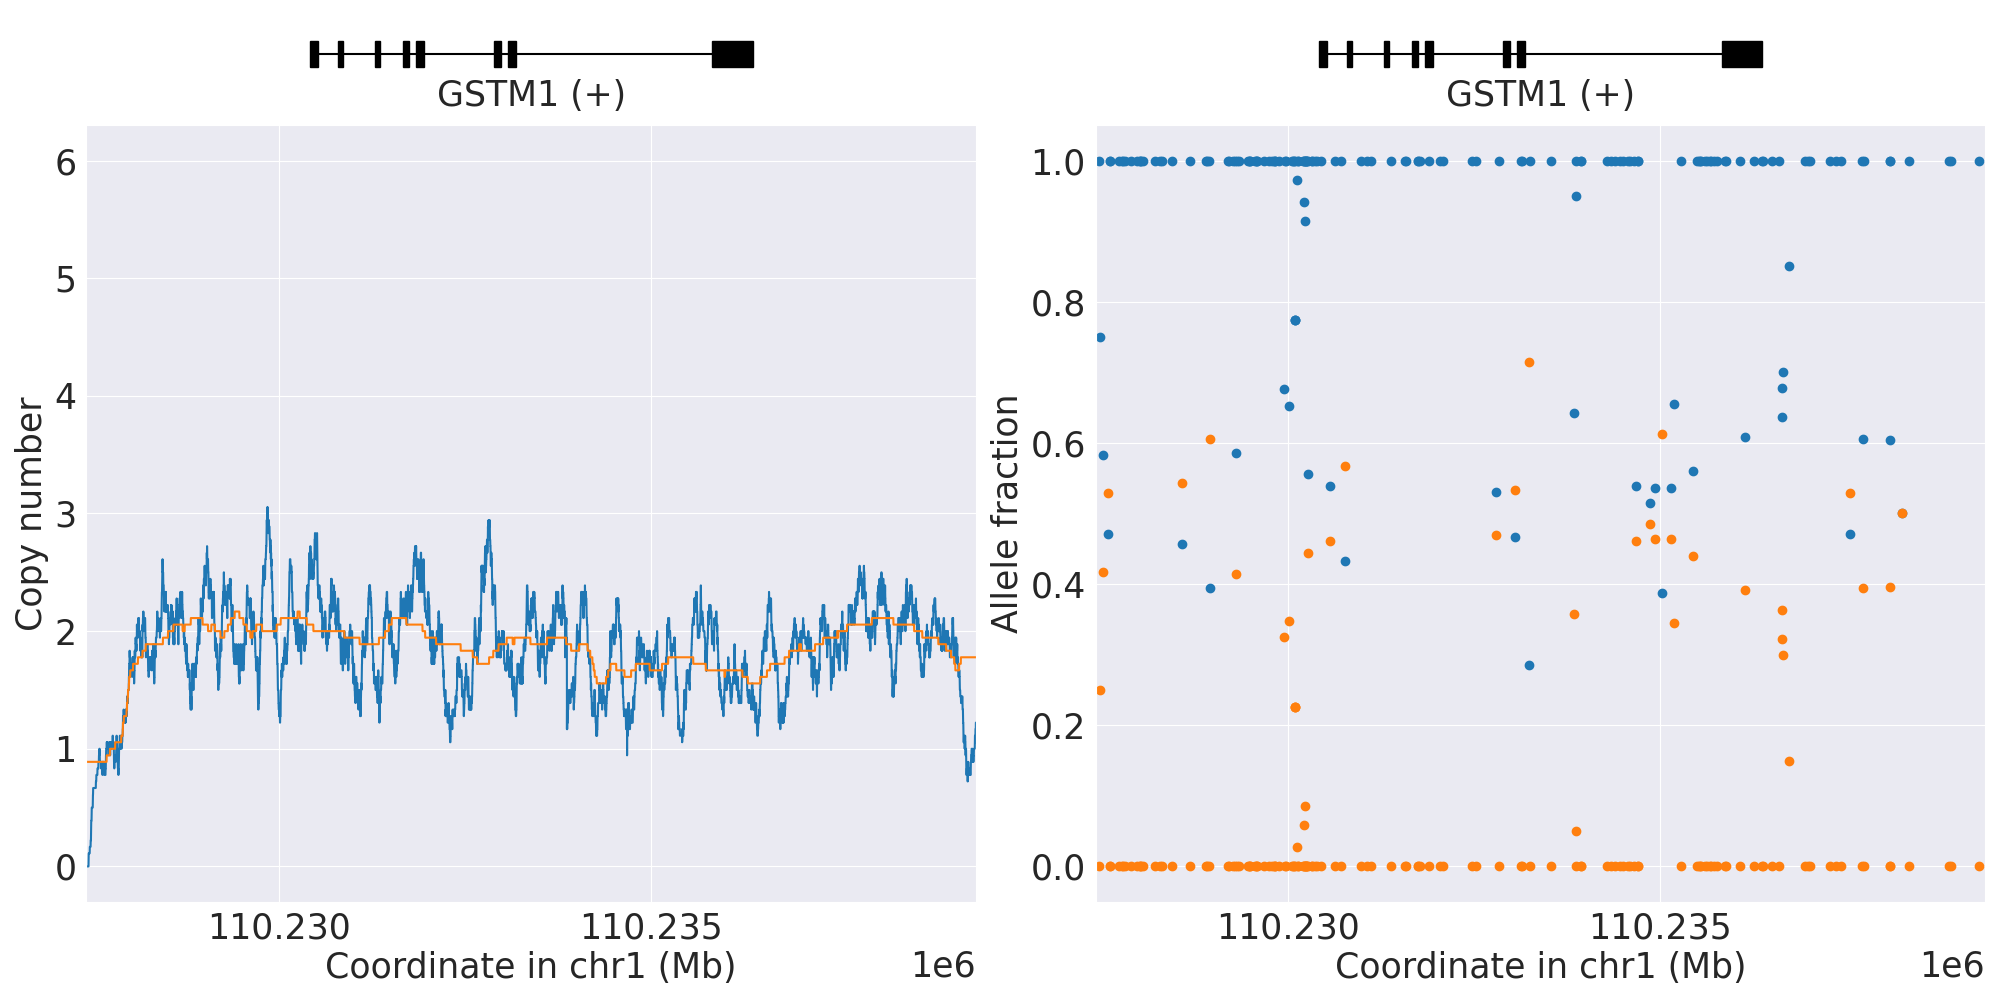 GSTM1 (+)
6
5
4
3
2
1
0
Copy number
110.230
110.235
Coordinate in chr1 (Mb)
1e6
GSTM1 (+)
1.0
0.8
0.6
0.4
0.2
0.0
Allele fraction
110.230
110.235
Coordinate in chr1 (Mb)
1e6